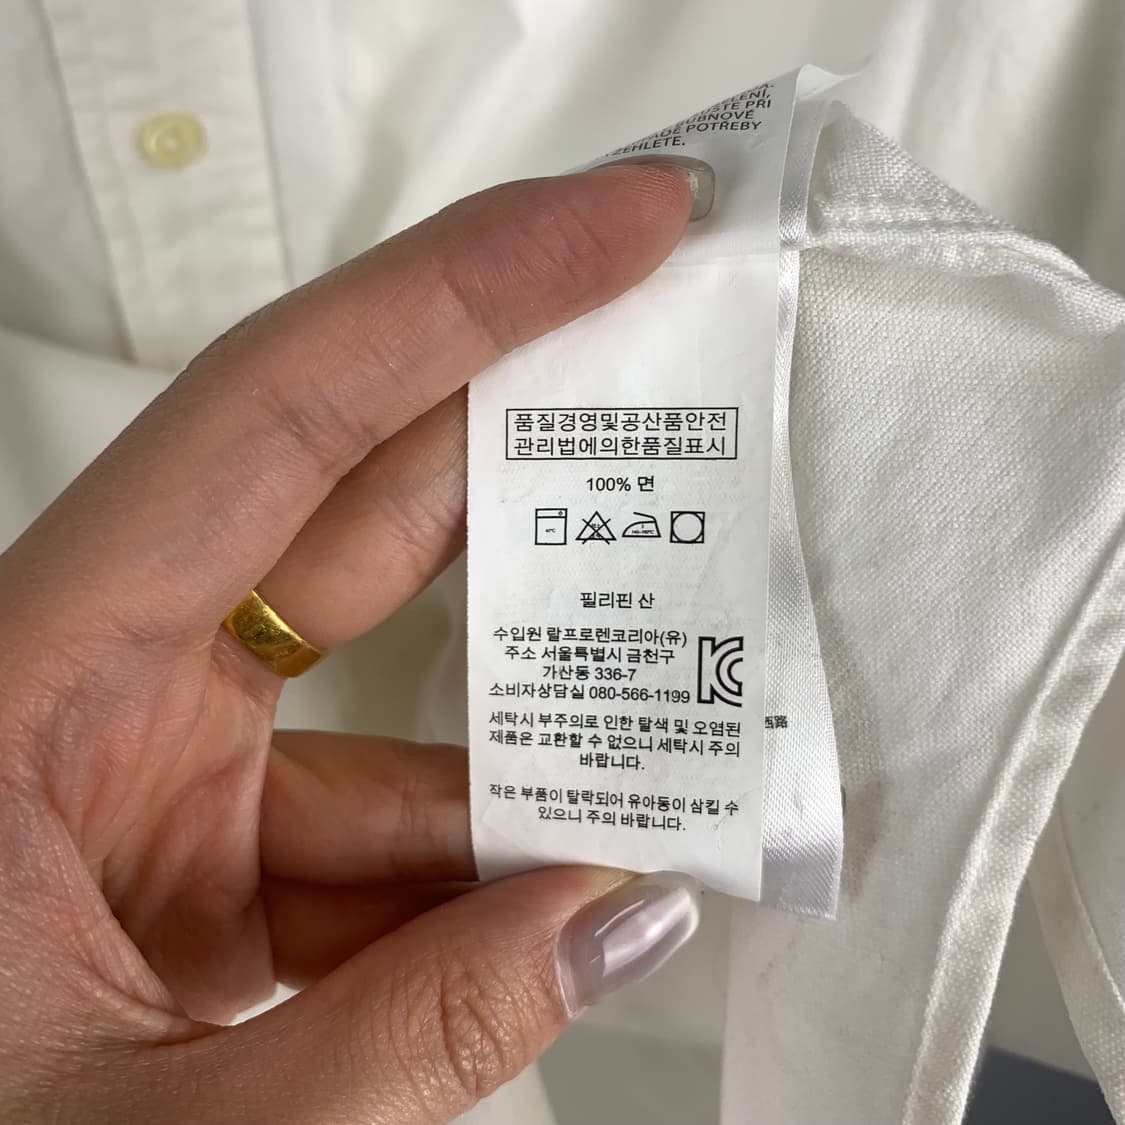 PŘI
POTŘEBY
품질경영및공산품안전
관리법에의한품질표시
100% 면
필리핀 산
수입원 랄프로렌코리아(유)
주소 서울특별시 금천구
가산동 336-7
소비자상담실 080-566-1199
KC
세탁시 부주의로 인한 탈색 및 오염된
제품은 교환할 수 없으니 세탁시 주의
바랍니다.
작은 부품이 탈락되어 유아동이 삼킬 수
있으니 주의 바랍니다.
西路